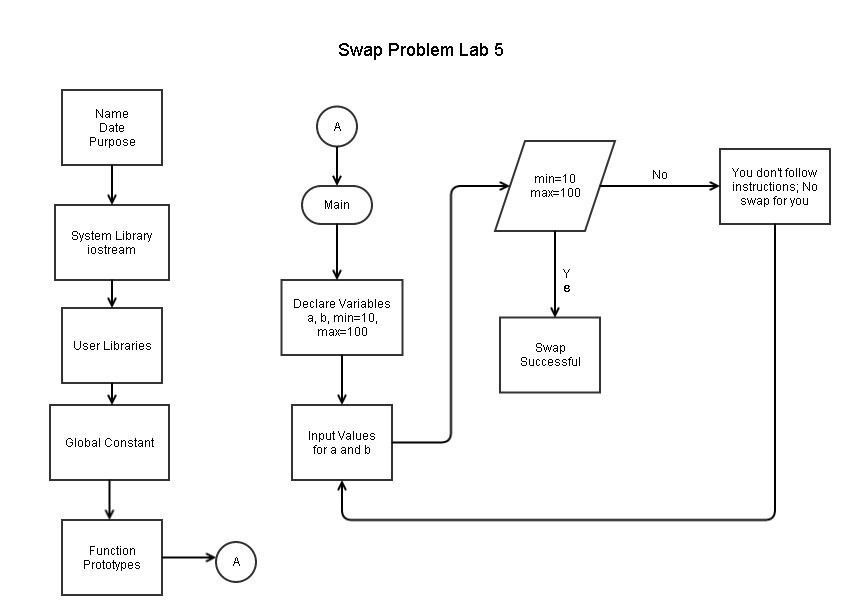 Swap Problem Lab 5
Name
Date
Purpose
System Library
iostream
User Libraries
Global Constant
Function
Prototypes
A
A
Main
Declare Variables
a, b, min=10,
max=100
Input Values
for a and b
min=10
max=100
No
You don't follow
instructions; No
swap for you
Y
e
Swap
Successful